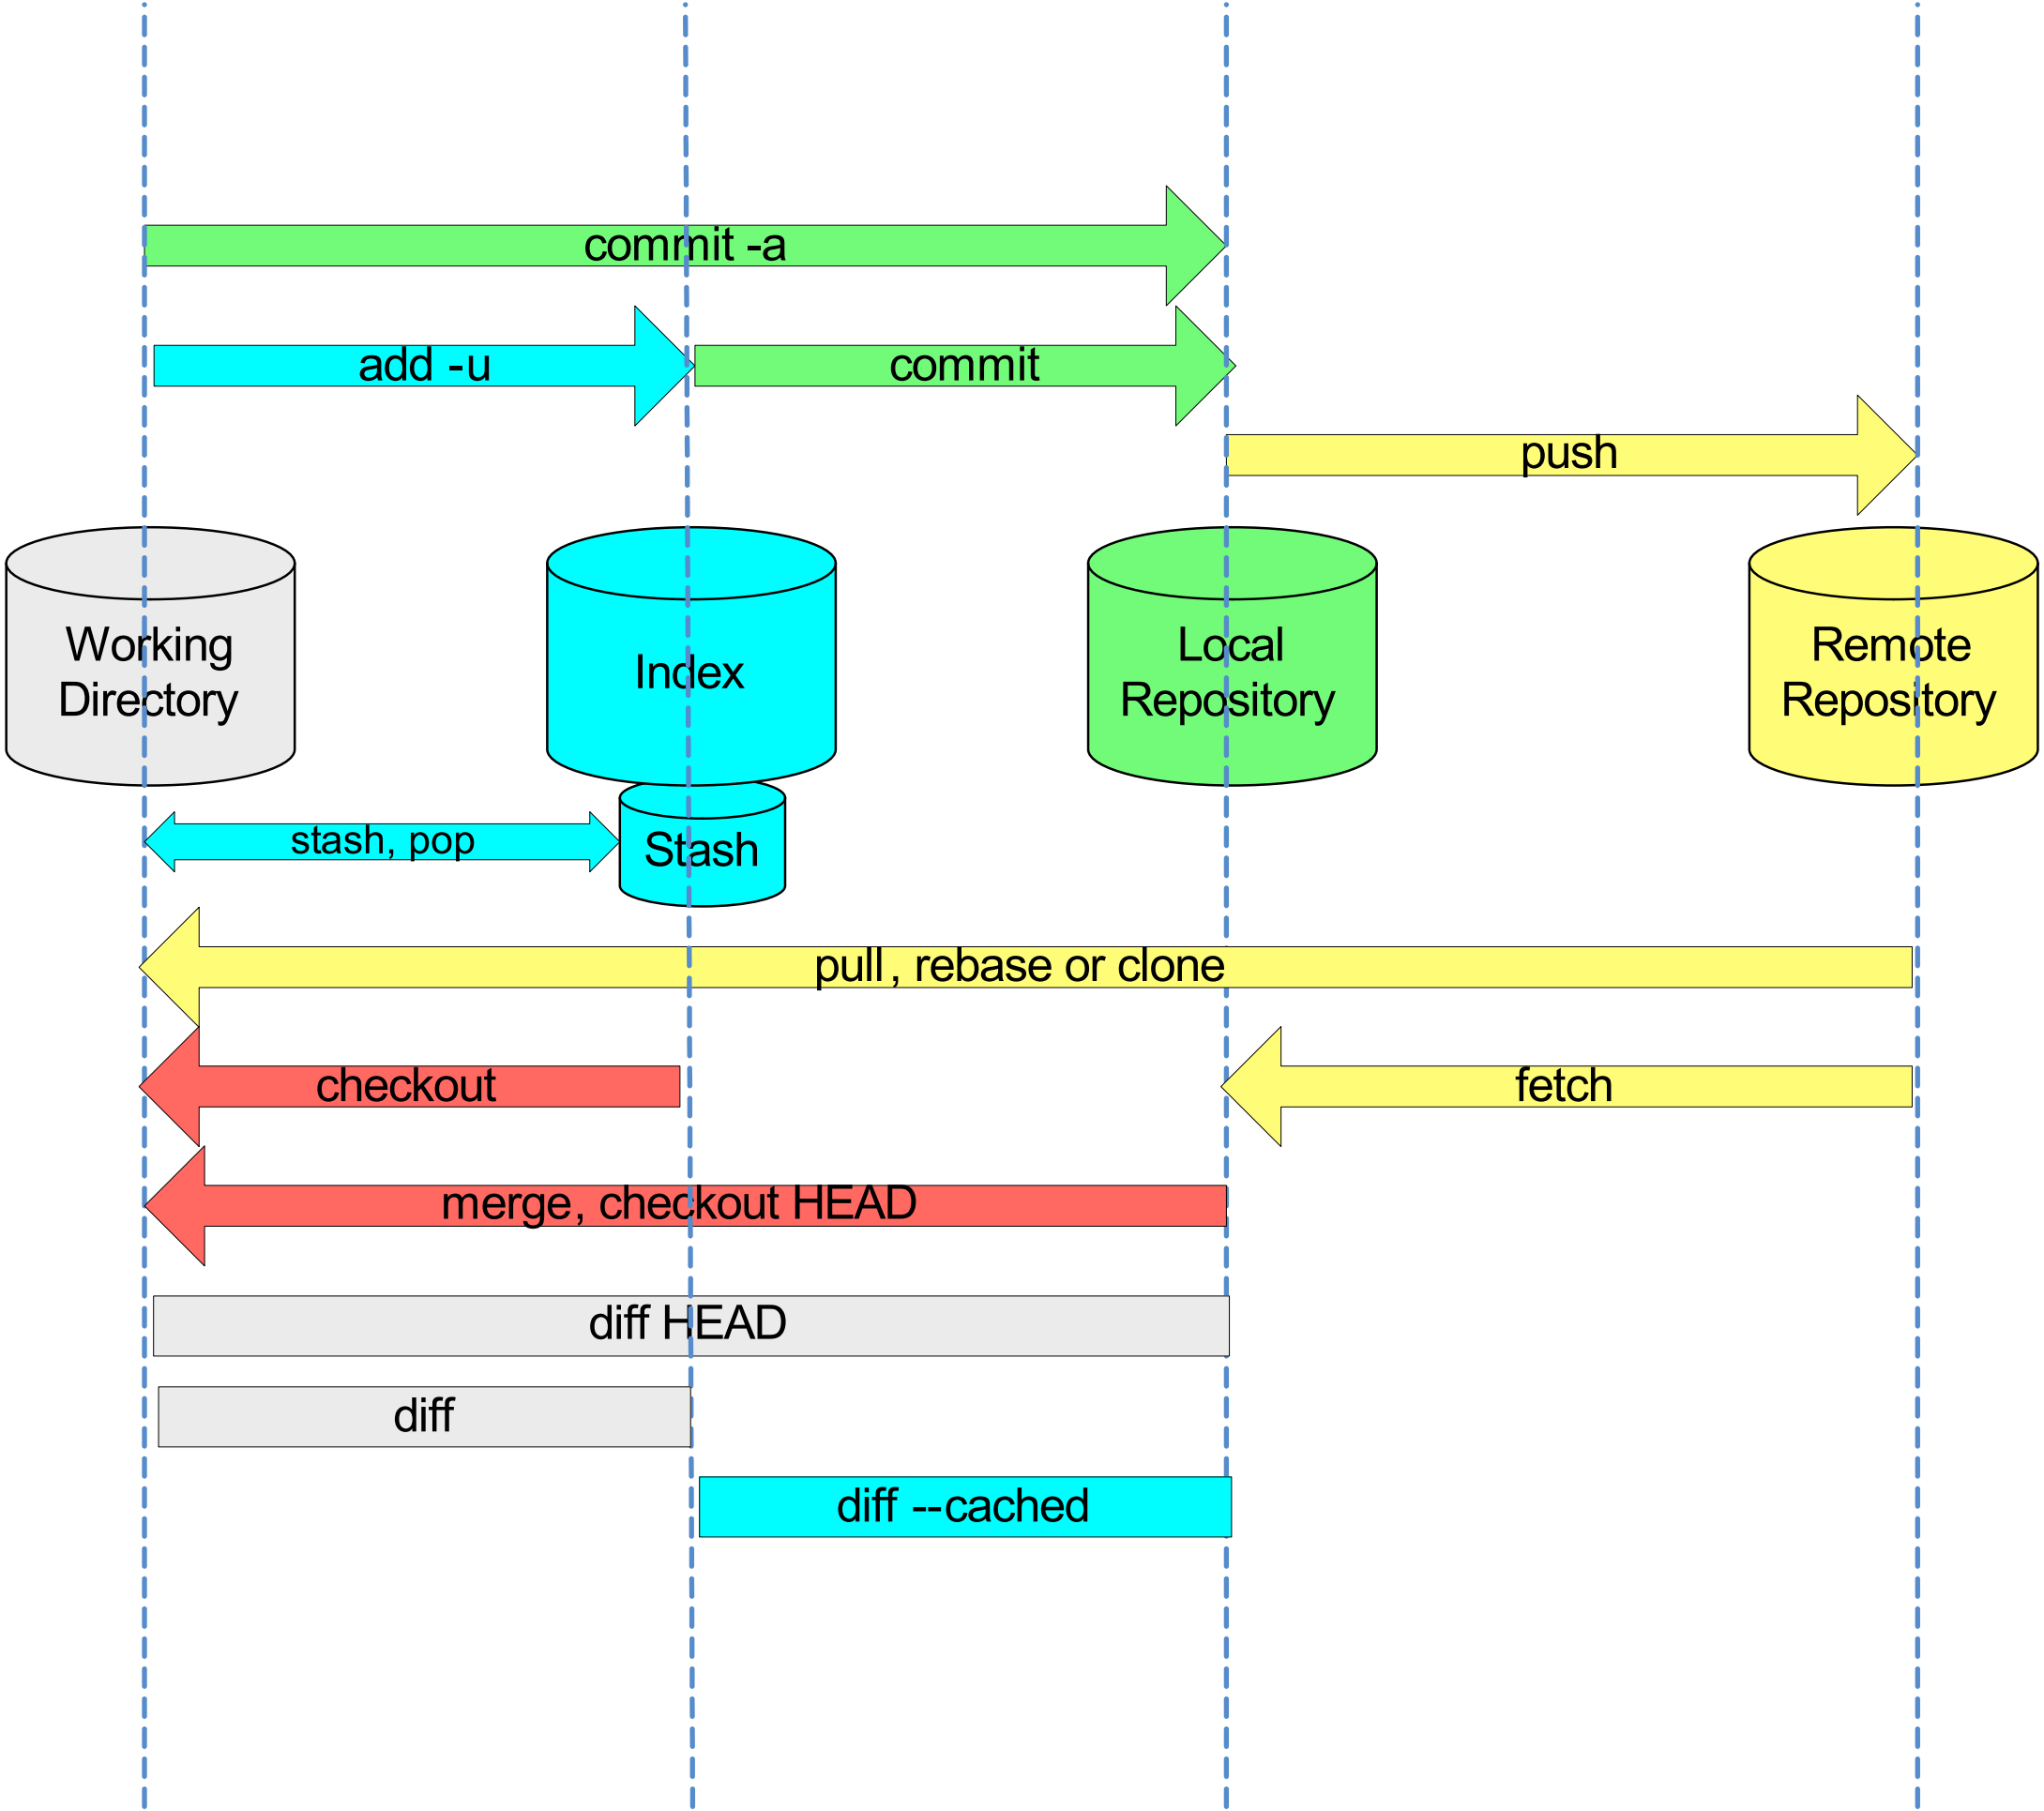 commit -a
add -u
commit
push
Working
Directory
Index
Local
Repository
Remote
Repository
stash, pop
Stash
pull, rebase or clone
checkout
fetch
merge, checkout HEAD
diff HEAD
diff
diff --cached